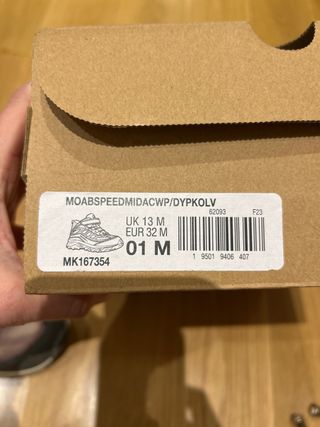 MOABSPEEDMIDACWP/DYPKOLV
62093 F23
UK 13 M
EUR 32 M
01 M
MK167354
1 9501 9406 407